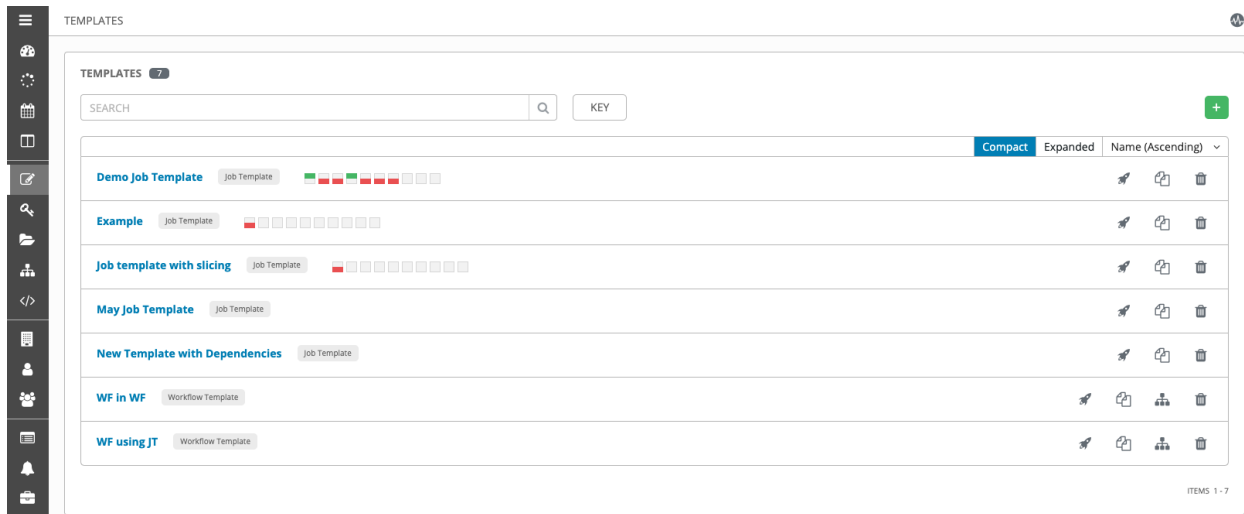 TEMPLATES
TEMPLATES 7
SEARCH KEY +
Compact Expanded Name (Ascending)
Demo Job Template Job Template
Example Job Template
Job template with slicing Job Template
May Job Template Job Template
New Template with Dependencies Job Template
WF in WF Workflow Template
WF using JT Workflow Template
ITEMS 1 - 7